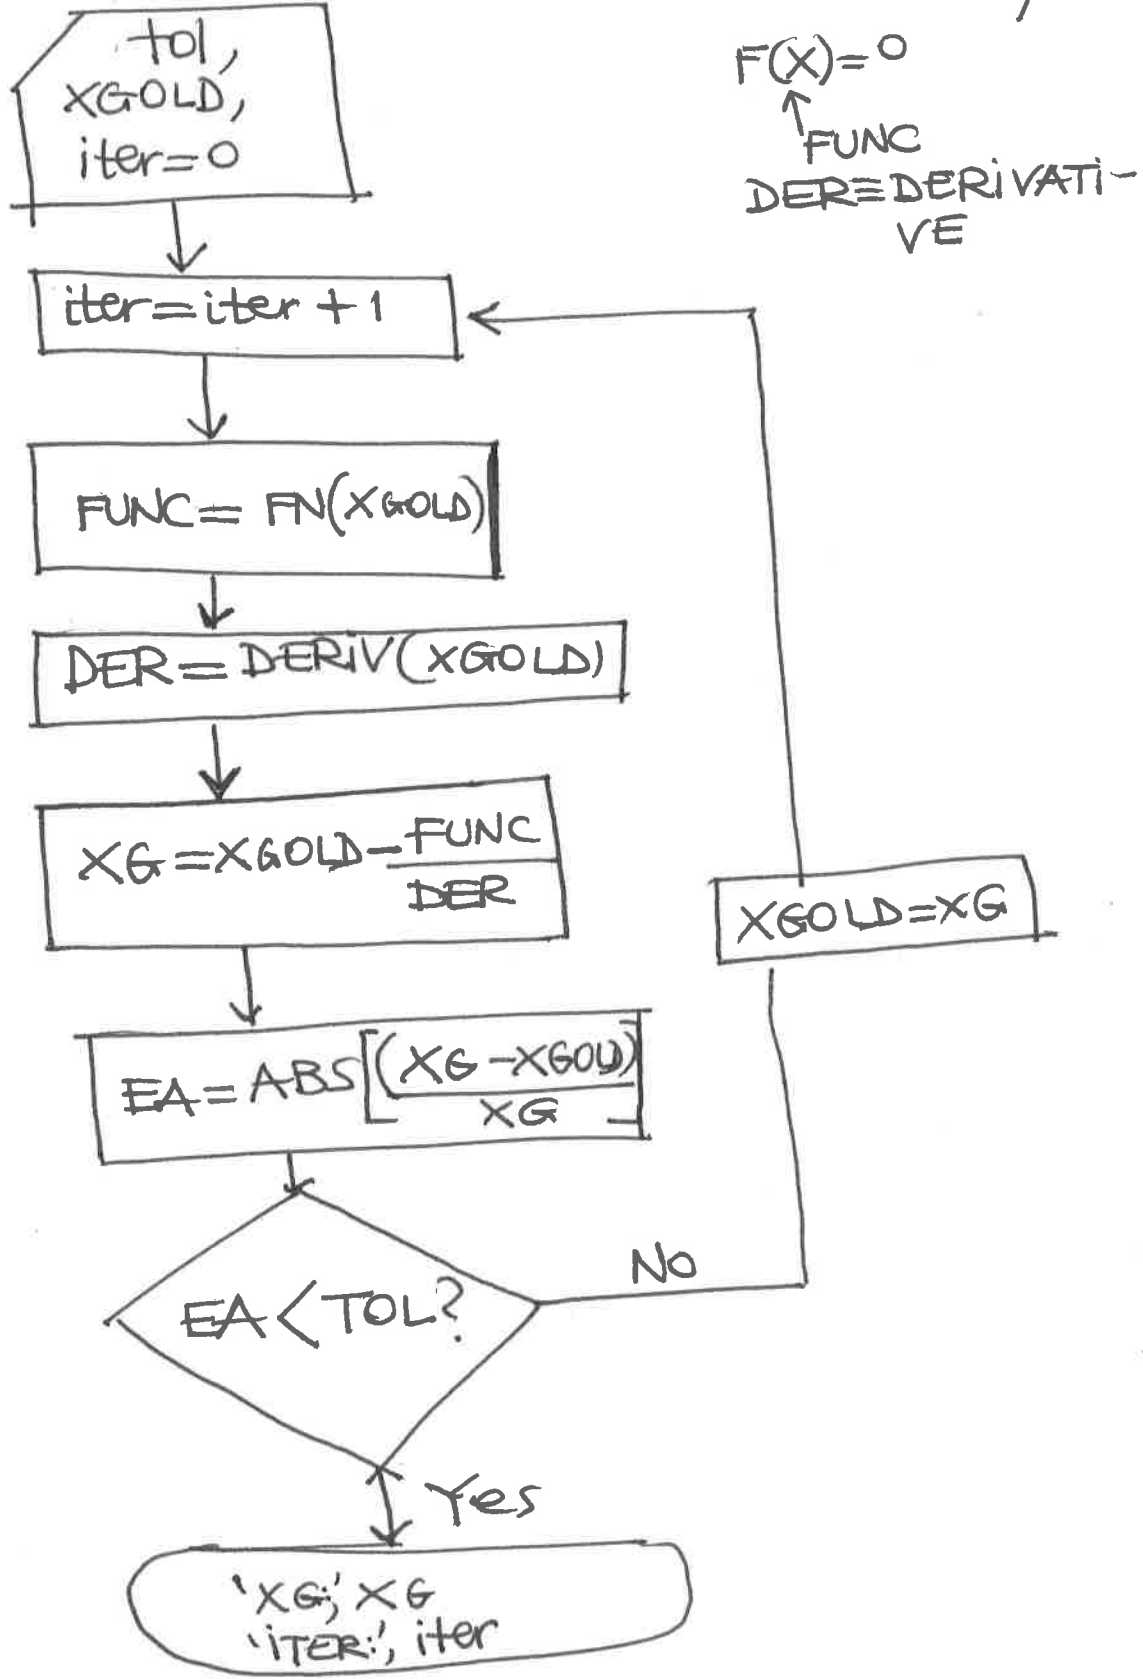 tol,
XGOLD,
iter=0
F(X)=0
FUNC
DER≡DERiVATi-
VE
iter=iter+1
FUNC= FN(XGOLD)
DER=DERiV(XGOLD)
XG=XGOLD-FUNC
DER
XGOLD=XG
EA=ABS[(XG-XGOLD)
XG]
EA<TOL?
No
Yes
'XG;' XG
'iTER:', iter